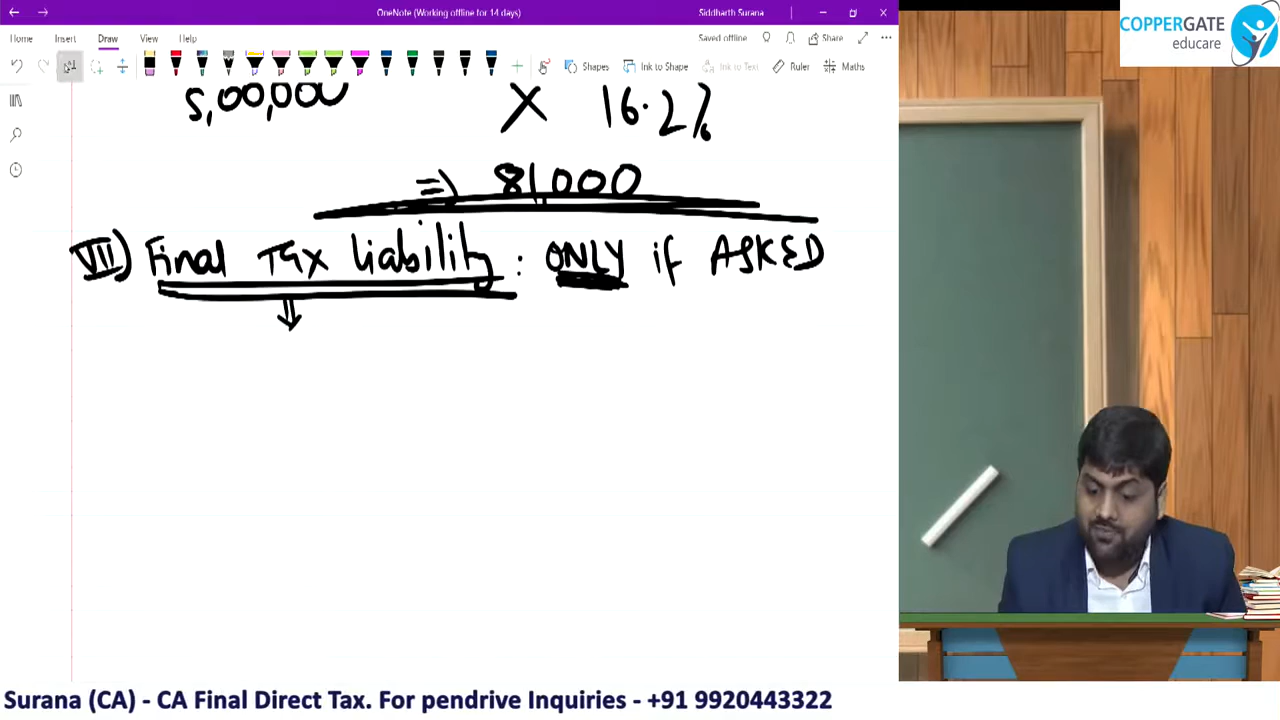 OneNote (Working offline for 14 days)
Siddharth Surana
COPPERGATE
educare
Home Insert Draw View Help
Saved offline
Share
Shapes
Ink to Shape
Ink to Text
Ruler
Maths
5,00,000 X 16.2%
=> 81000
VII) Final Tax liability : ONLY if ASKED
Surana (CA) - CA Final Direct Tax. For pendrive Inquiries - +91 9920443322